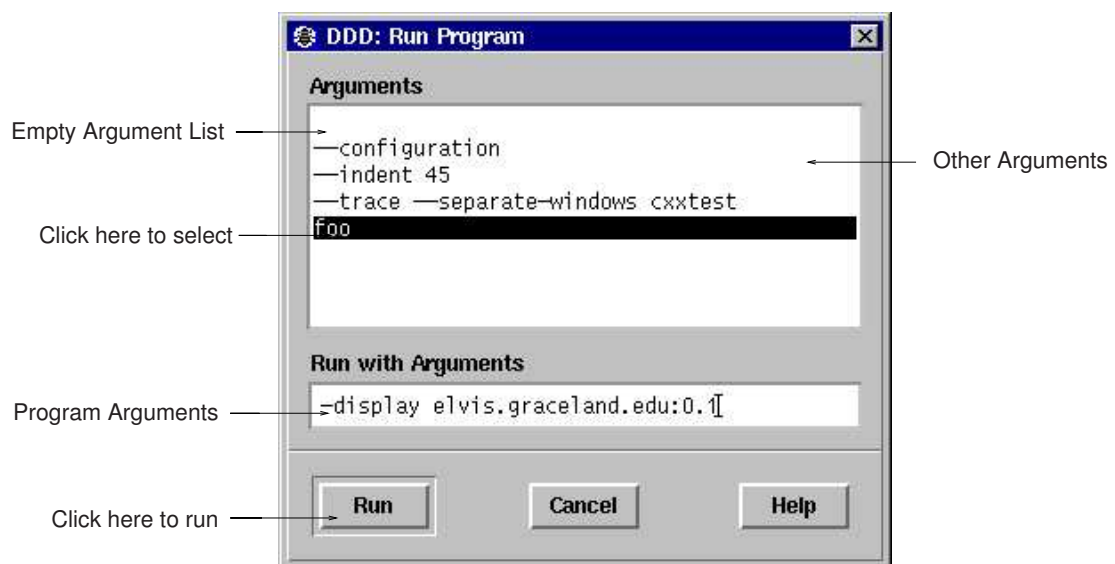 DDD: Run Program
Arguments
Empty Argument List
--configuration
Other Arguments
--indent 45
--trace --separate-windows cxxtest
Click here to select
foo
Run with Arguments
Program Arguments
-display elvis.graceland.edu:0.1
Run
Cancel
Help
Click here to run